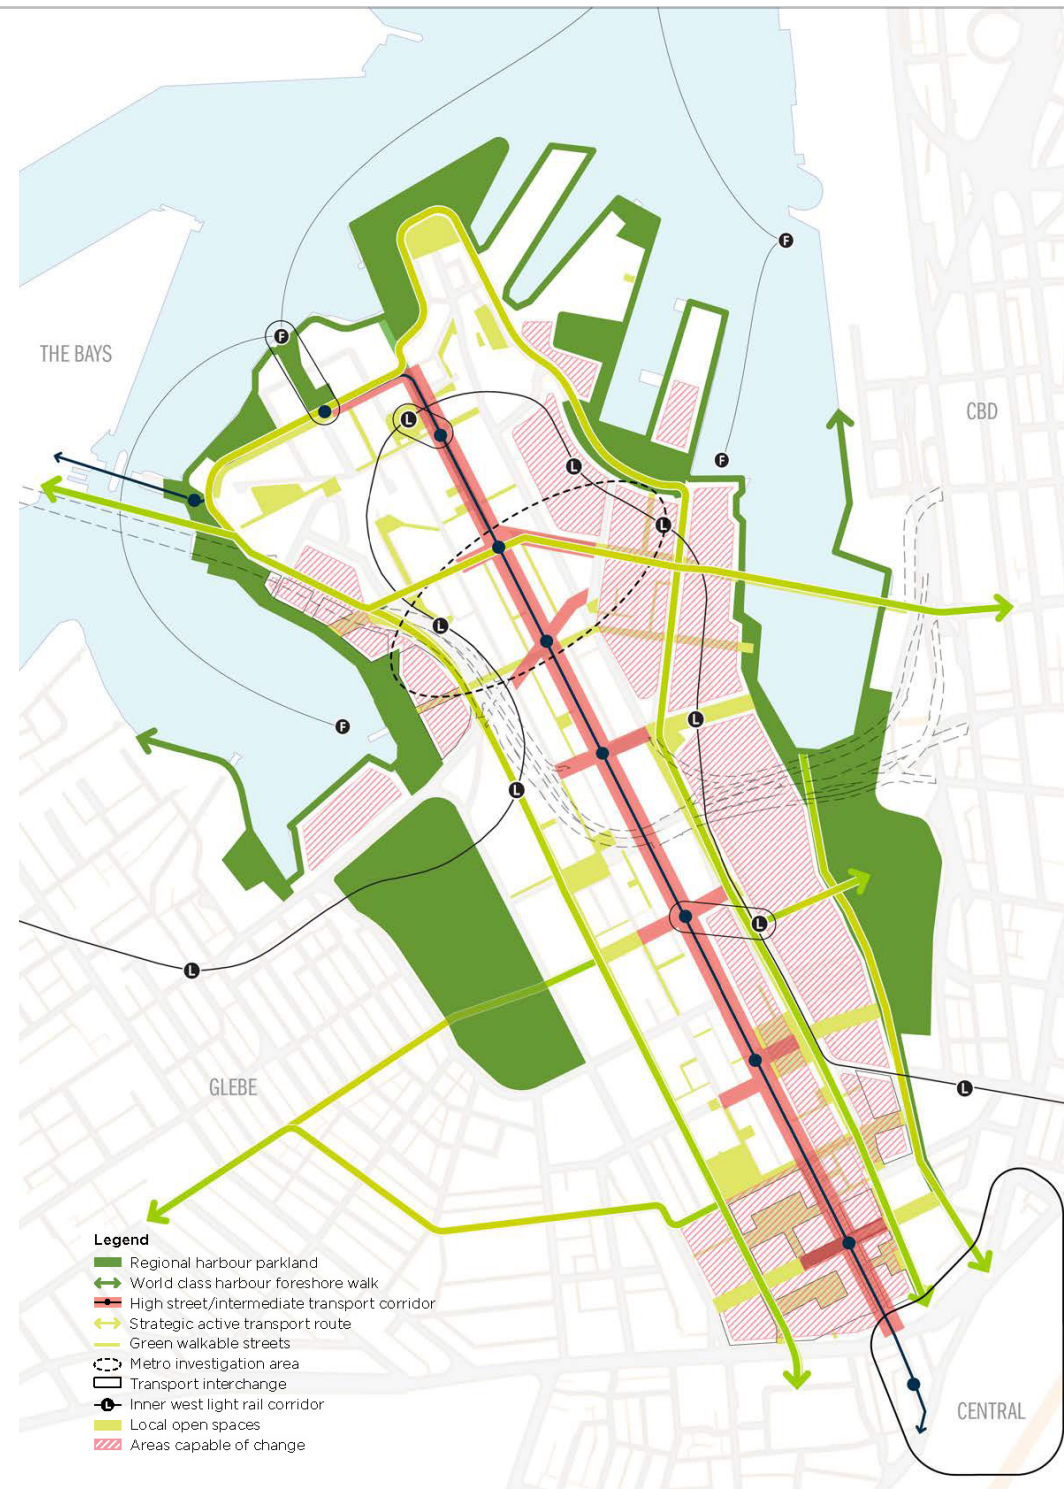 F
F
THE BAYS
CBD
L
F
L
L
L
L
F
L
L
L
GLEBE
L
Legend
Regional harbour parkland
World class harbour foreshore walk
High street/intermediate transport corridor
Strategic active transport route
Green walkable streets
Metro investigation area
Transport interchange
L Inner west light rail corridor
Local open spaces
Areas capable of change
CENTRAL